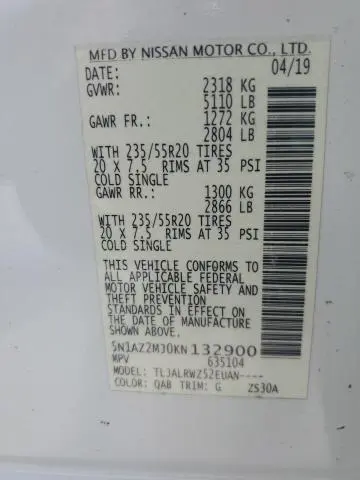 MFD BY NISSAN MOTOR CO., LTD.
DATE: 04/19
GVWR: 2318 KG
5110 LB
GAWR FR.: 1272 KG
2804 LB
WITH 235/55R20 TIRES
20 X 7.5 RIMS AT 35 PSI
COLD SINGLE
GAWR RR.: 1300 KG
2866 LB
WITH 235/55R20 TIRES
20 X 7.5 RIMS AT 35 PSI
COLD SINGLE
THIS VEHICLE CONFORMS TO
ALL APPLICABLE FEDERAL
MOTOR VEHICLE SAFETY AND
THEFT PREVENTION
STANDARDS IN EFFECT ON
THE DATE OF MANUFACTURE
SHOWN ABOVE.
5N1AZ2MJ0KN132900
MPV 635104
MODEL: TLJALRWZ52EUAN----
COLOR: QAB TRIM: G ZS30A